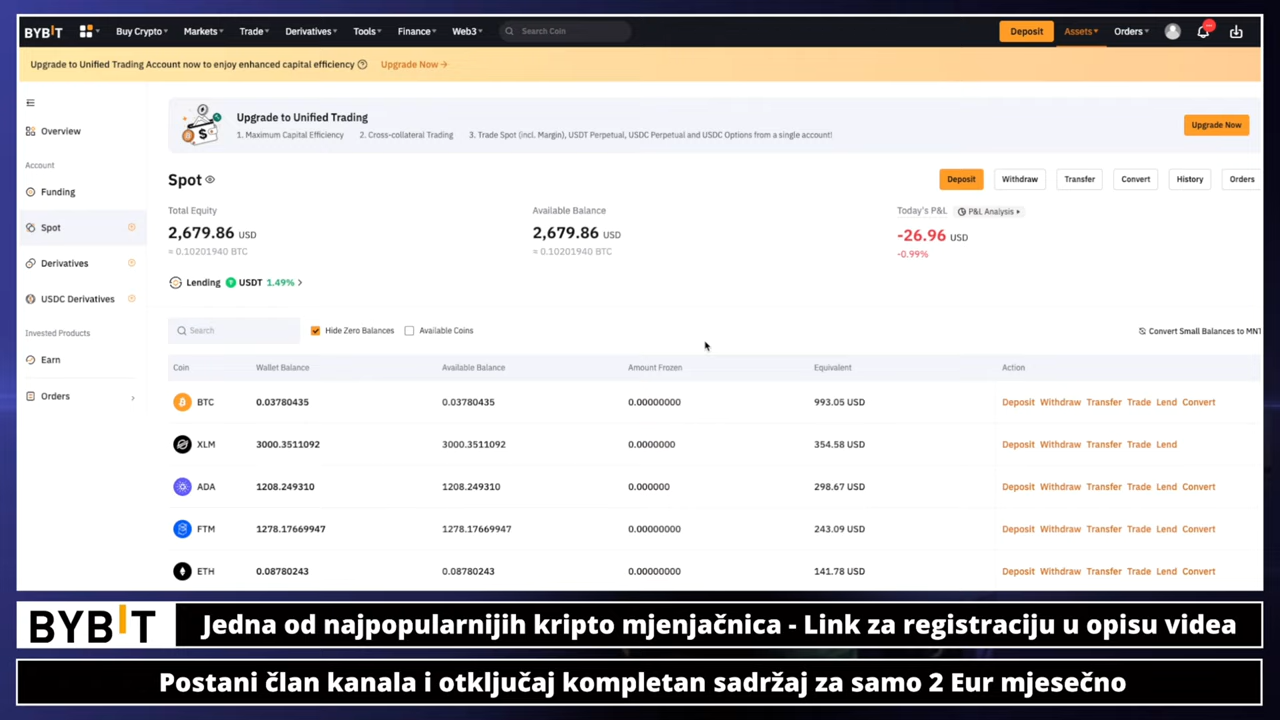 BYBIT Buy Crypto Markets Trade Derivatives Tools Finance Web3 Search Coin Deposit Assets Orders
Upgrade to Unified Trading Account now to enjoy enhanced capital efficiency Upgrade Now
Upgrade to Unified Trading
1. Maximum Capital Efficiency 2. Cross-collateral Trading 3. Trade Spot (incl. Margin), USDT Perpetual, USDC Perpetual and USDC Options from a single account!
Upgrade Now
Overview
Account
Funding
Spot
Derivatives
USDC Derivatives
Invested Products
Earn
Orders
Spot
Deposit Withdraw Transfer Convert History Orders
Total Equity Available Balance Today's P&L P&L Analysis
2,679.86 USD 2,679.86 USD -26.96 USD
≈ 0.10201940 BTC ≈ 0.10201940 BTC -0.99%
Lending USDT 1.49%
Search Hide Zero Balances Available Coins Convert Small Balances to MNT
Coin Wallet Balance Available Balance Amount Frozen Equivalent Action
BTC 0.03780435 0.03780435 0.00000000 993.05 USD Deposit Withdraw Transfer Trade Lend Convert
XLM 3000.3511092 3000.3511092 0.0000000 354.58 USD Deposit Withdraw Transfer Trade Lend
ADA 1208.249310 1208.249310 0.000000 298.67 USD Deposit Withdraw Transfer Trade Lend Convert
FTM 1278.17669947 1278.17669947 0.00000000 243.09 USD Deposit Withdraw Transfer Trade Lend Convert
ETH 0.08780243 0.08780243 0.00000000 141.78 USD Deposit Withdraw Transfer Trade Lend Convert
BYBIT Jedna od najpopularnijih kripto mjenjačnica - Link za registraciju u opisu videa
Postani član kanala i otključaj kompletan sadržaj za samo 2 Eur mjesečno